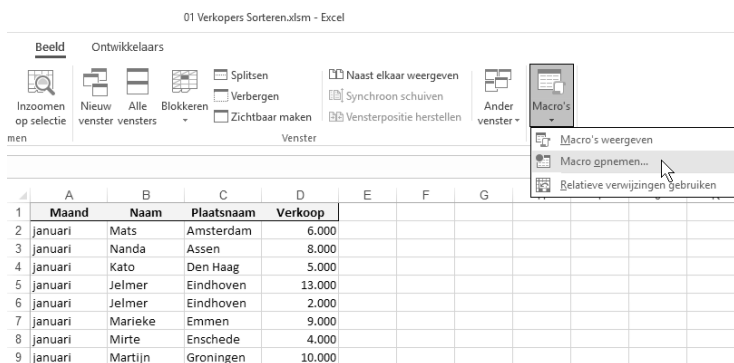 01 Verkopers Sorteren.xlsm - Excel
Beeld Ontwikkelaars
Inzoomen op selectie
Nieuw venster
Alle vensters
Blokkeren
Splitsen
Verbergen
Zichtbaar maken
Naast elkaar weergeven
Synchroon schuiven
Vensterpositie herstellen
Ander venster
Macro's
men
Venster
Macro's weergeven
Macro opnemen...
Relatieve verwijzingen gebruiken
A B C D E F G
1 Maand Naam Plaatsnaam Verkoop
2 januari Mats Amsterdam 6.000
3 januari Nanda Assen 8.000
4 januari Kato Den Haag 5.000
5 januari Jelmer Eindhoven 13.000
6 januari Jelmer Eindhoven 2.000
7 januari Marieke Emmen 9.000
8 januari Mirte Enschede 4.000
9 januari Martijn Groningen 10.000